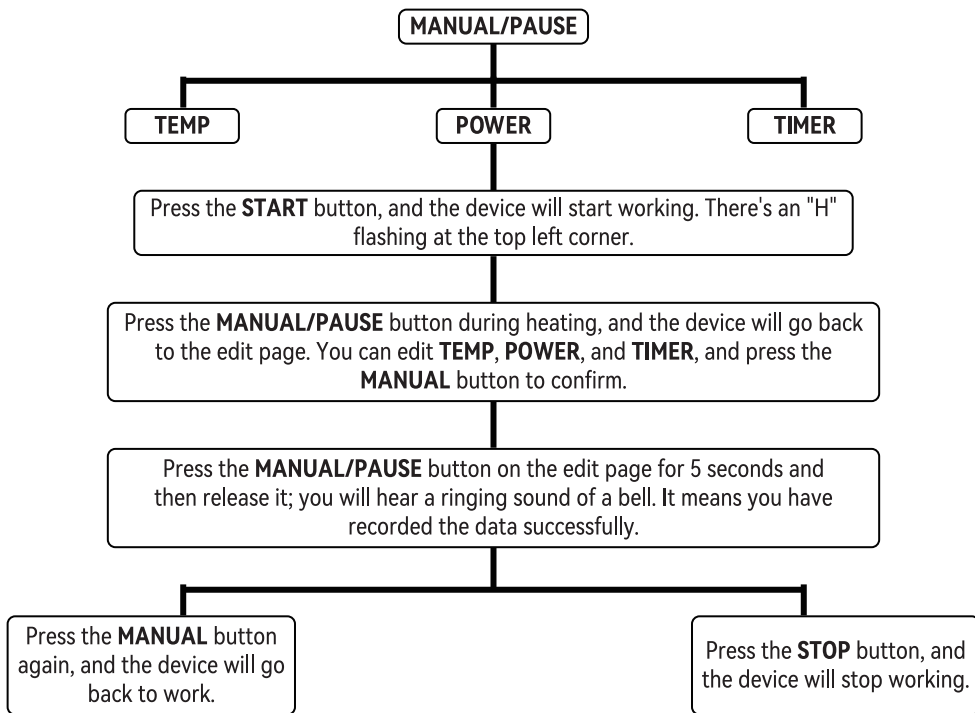 MANUAL/PAUSE
TEMP
POWER
TIMER
Press the START button, and the device will start working. There's an "H"
flashing at the top left corner.
Press the MANUAL/PAUSE button during heating, and the device will go back
to the edit page. You can edit TEMP, POWER, and TIMER, and press the
MANUAL button to confirm.
Press the MANUAL/PAUSE button on the edit page for 5 seconds and
then release it; you will hear a ringing sound of a bell. It means you have
recorded the data successfully.
Press the MANUAL button
again, and the device will go
back to work.
Press the STOP button, and
the device will stop working.